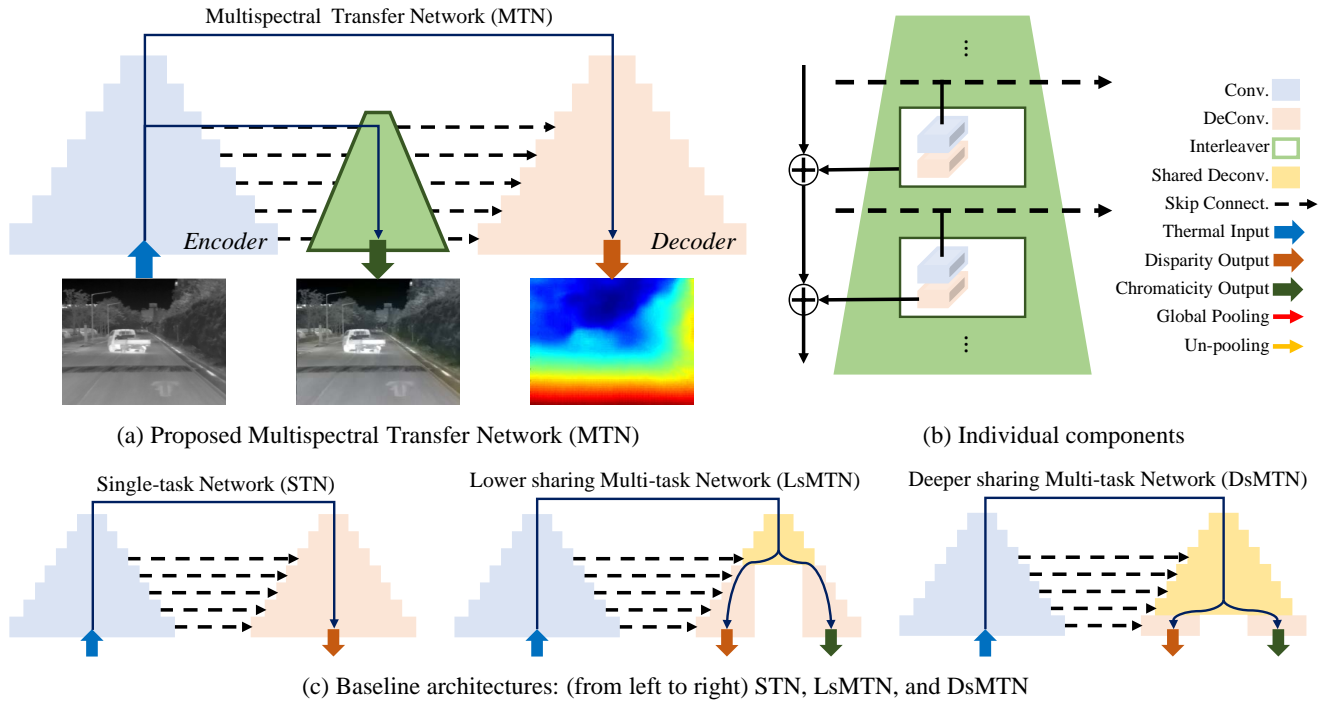 Multispectral Transfer Network (MTN)
Encoder
Decoder
(a) Proposed Multispectral Transfer Network (MTN)
Conv.
DeConv.
Interleaver
Shared Deconv.
Skip Connect.
Thermal Input
Disparity Output
Chromaticity Output
Global Pooling
Un-pooling
(b) Individual components
Single-task Network (STN)
Lower sharing Multi-task Network (LsMTN)
Deeper sharing Multi-task Network (DsMTN)
(c) Baseline architectures: (from left to right) STN, LsMTN, and DsMTN